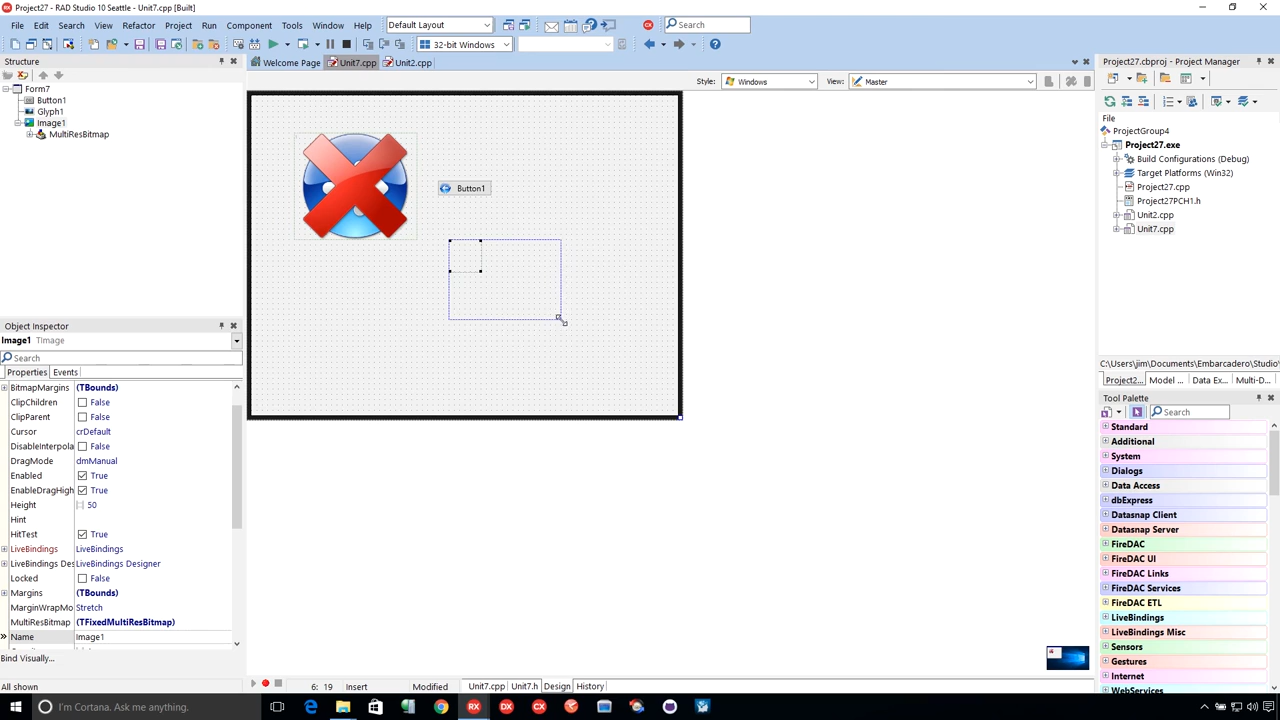 Project27 - RAD Studio 10 Seattle - Unit7.cpp [Built]
File Edit Search View Refactor Project Run Component Tools Window Help Default Layout Search
32-bit Windows
Structure
Welcome Page Unit7.cpp Unit2.cpp
Project27.cbproj - Project Manager
Style: Windows View: Master
Form7
Button1
Glyph1
Image1
MultiResBitmap
Button1
File
ProjectGroup4
Project27.exe
Build Configurations (Debug)
Target Platforms (Win32)
Project27.cpp
Project27PCH1.h
Unit2.cpp
Unit7.cpp
Object Inspector
Image1 TImage
Search
Properties Events
BitmapMargins (TBounds)
ClipChildren False
ClipParent False
Cursor crDefault
DisableInterpola False
DragMode dmManual
Enabled True
EnableDragHigh True
Height 50
Hint
HitTest True
LiveBindings LiveBindings
LiveBindings Des LiveBindings Designer
Locked False
Margins (TBounds)
MarginWrapMo Stretch
MultiResBitmap (TFixedMultiResBitmap)
Name Image1
Bind Visually...
All shown
C:\Users\jim\Documents\Embarcadero\Studio\
Project2... Model ... Data Ex... Multi-D...
Tool Palette
Search
Standard
Additional
System
Dialogs
Data Access
dbExpress
Datasnap Client
Datasnap Server
FireDAC
FireDAC UI
FireDAC Links
FireDAC Services
FireDAC ETL
LiveBindings
LiveBindings Misc
Sensors
Gestures
Internet
WebServices
6: 19 Insert Modified Unit7.cpp Unit7.h Design History
I'm Cortana. Ask me anything.
RX DX CX